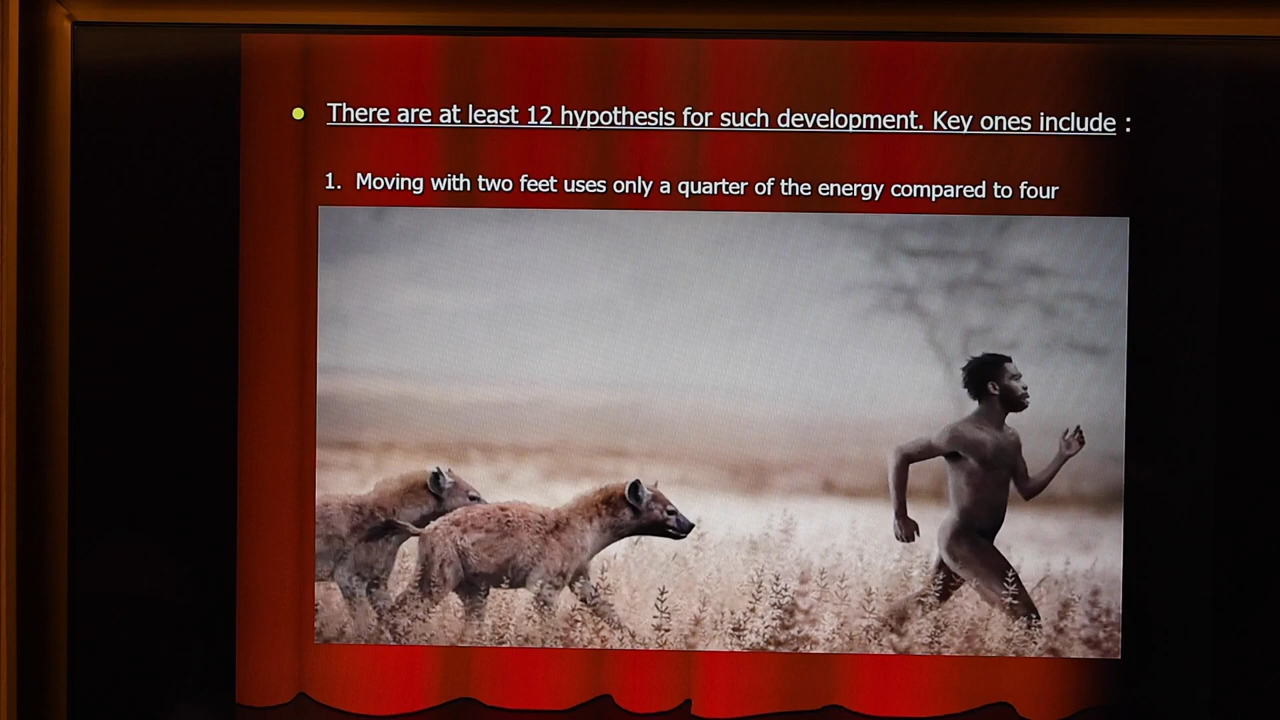 There are at least 12 hypothesis for such development. Key ones include :
1. Moving with two feet uses only a quarter of the energy compared to four